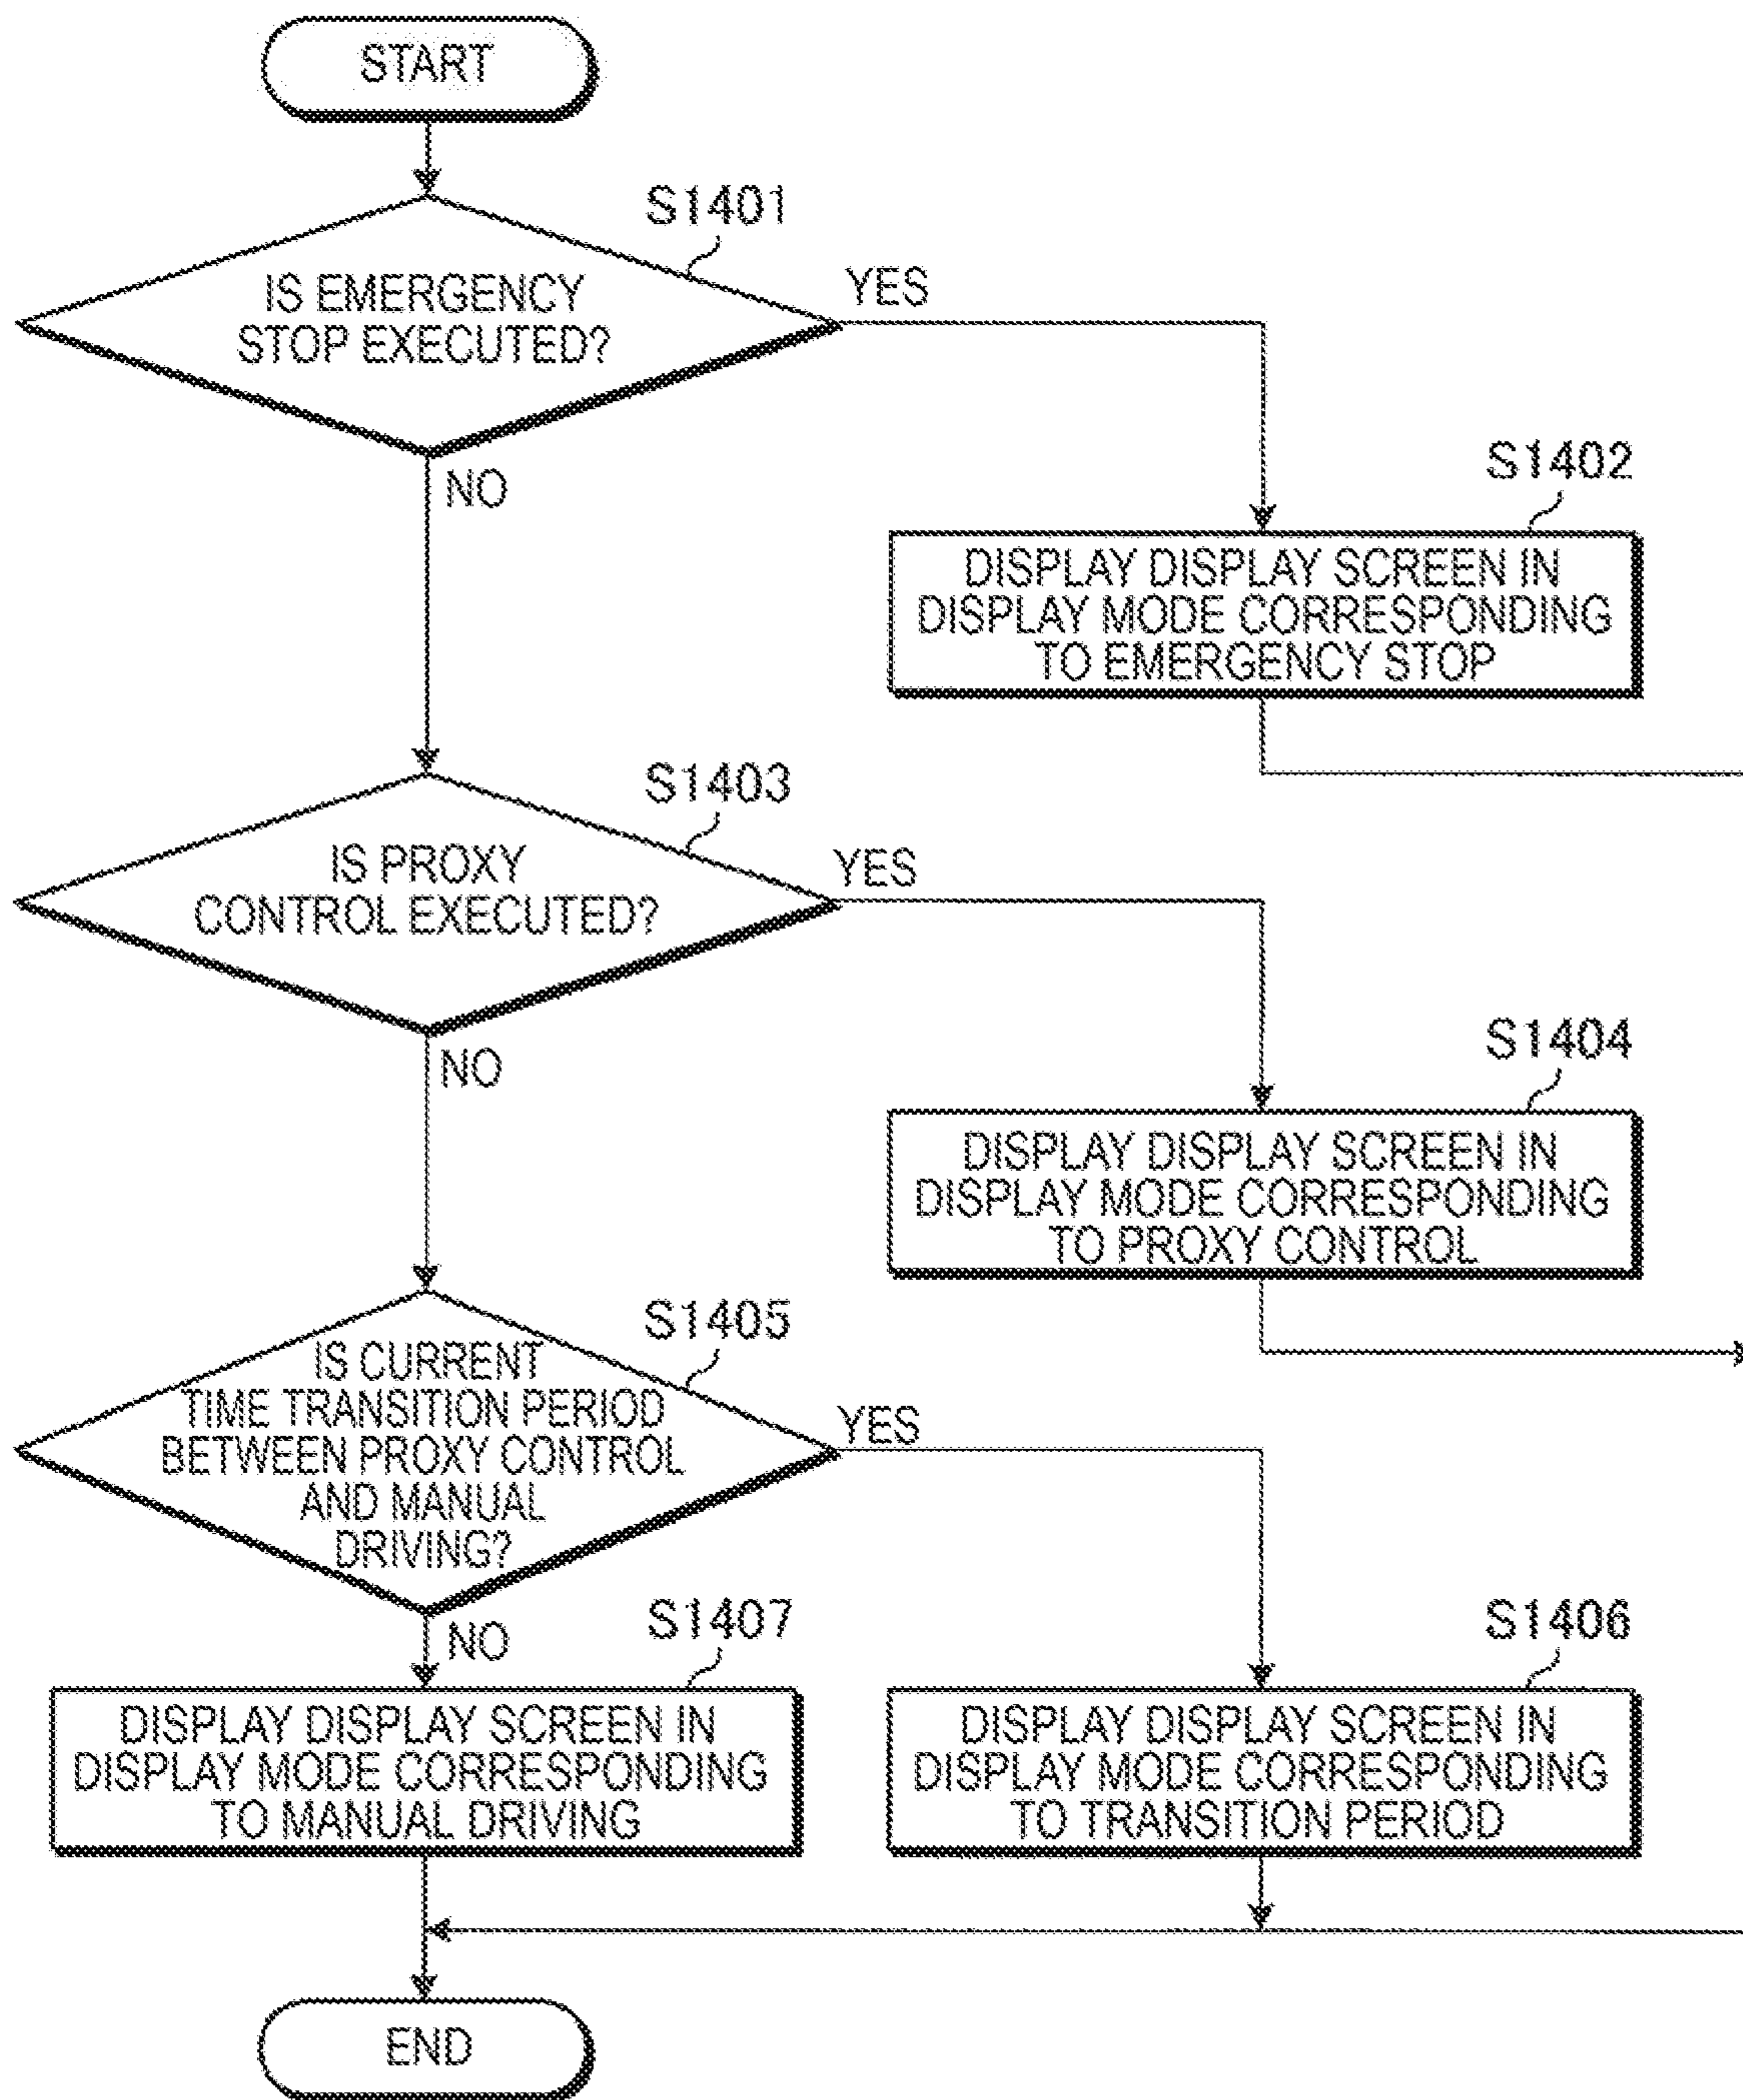 START
S1401
IS EMERGENCY
STOP EXECUTED?
YES
NO
S1402
DISPLAY DISPLAY SCREEN IN
DISPLAY MODE CORRESPONDING
TO EMERGENCY STOP
S1403
IS PROXY
CONTROL EXECUTED?
YES
NO
S1404
DISPLAY DISPLAY SCREEN IN
DISPLAY MODE CORRESPONDING
TO PROXY CONTROL
S1405
IS CURRENT
TIME TRANSITION PERIOD
BETWEEN PROXY CONTROL
AND MANUAL
DRIVING?
YES
NO
S1407
DISPLAY DISPLAY SCREEN IN
DISPLAY MODE CORRESPONDING
TO MANUAL DRIVING
S1406
DISPLAY DISPLAY SCREEN IN
DISPLAY MODE CORRESPONDING
TO TRANSITION PERIOD
END